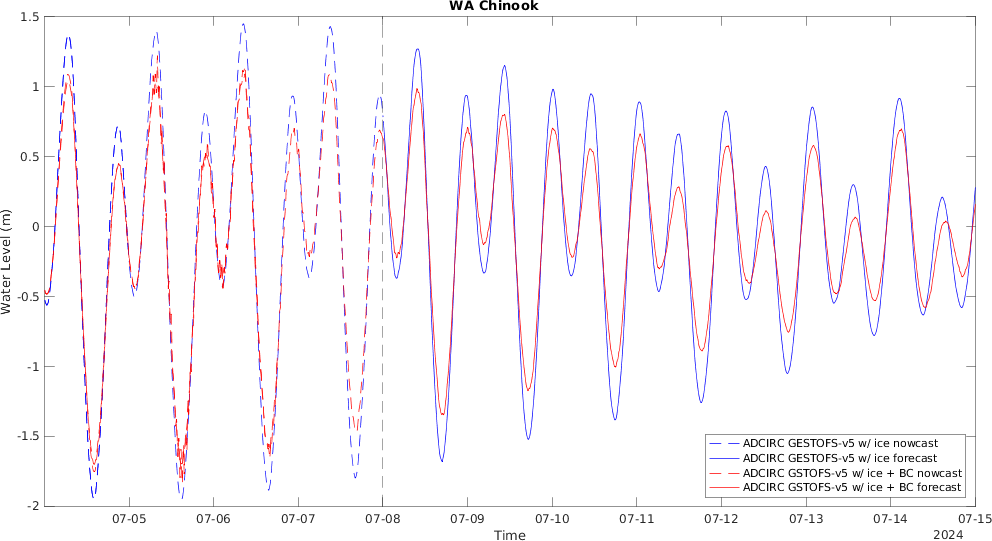 WA Chinook
1.5
1
0.5
0
-0.5
-1
-1.5
-2
Water Level (m)
07-05 07-06 07-07 07-08 07-09 07-10 07-11 07-12 07-13 07-14 07-15
Time
2024
ADCIRC GESTOFS-v5 w/ ice nowcast
ADCIRC GESTOFS-v5 w/ ice forecast
ADCIRC GSTOFS-v5 w/ ice + BC nowcast
ADCIRC GSTOFS-v5 w/ ice + BC forecast